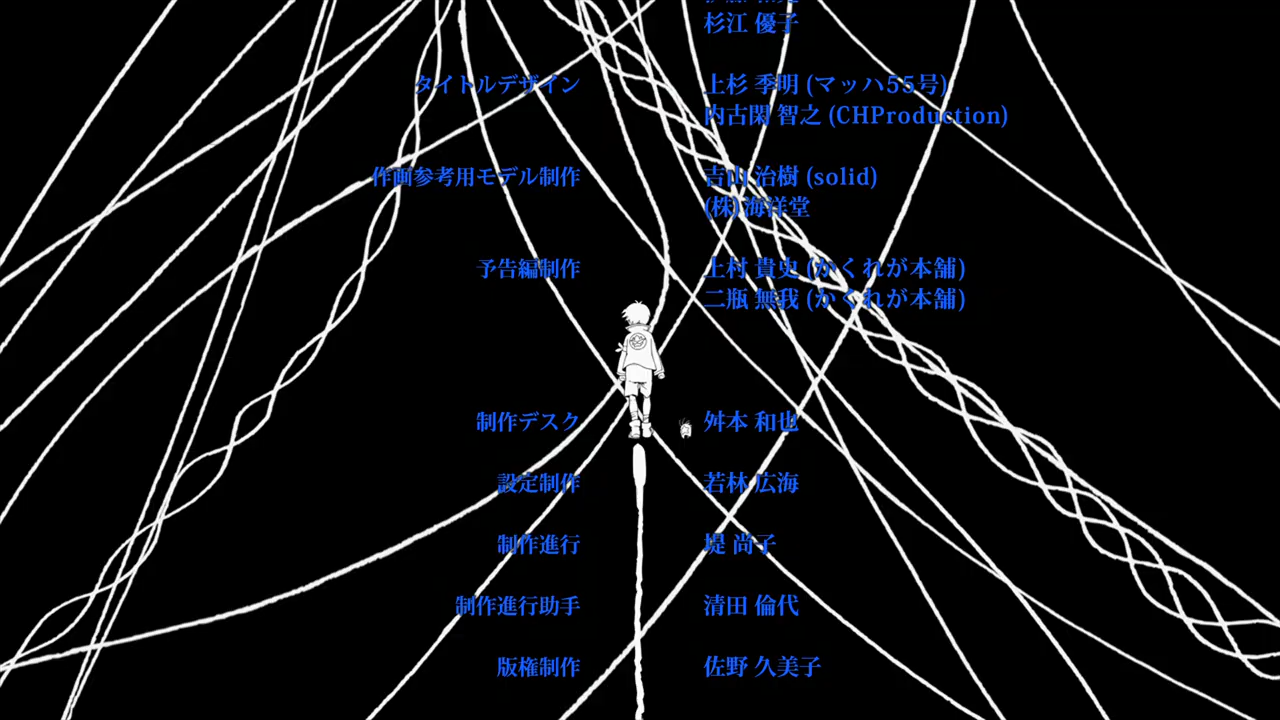 杉江 優子
タイトルデザイン 上杉 季明 (マッハ55号)
内古閑 智之 (CHProduction)
作画参考用モデル制作 吉山 治樹 (solid)
(株)海洋堂
予告編制作 上村 貴史 (かくれが本舗)
二瓶 無我 (かくれが本舗)
制作デスク 舛本 和也
設定制作 若林 広海
制作進行 堤 尚子
制作進行助手 清田 倫代
版権制作 佐野 久美子